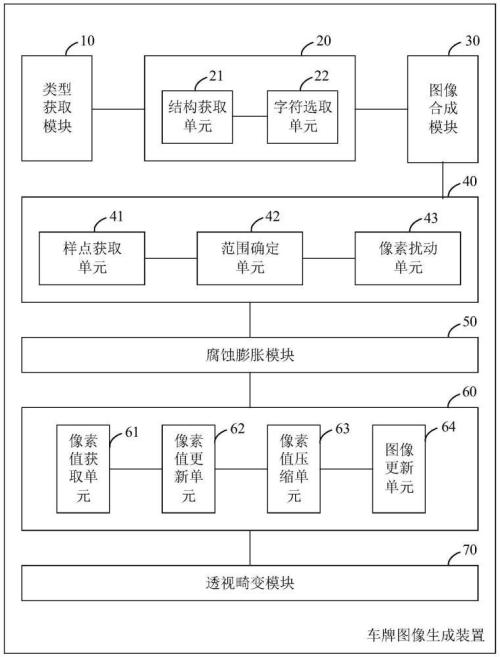 10
20
30
类型
获取
模块
21
结构获取
单元
22
字符选取
单元
图像
合成
模块
40
41
样点获取
单元
42
范围确定
单元
43
像素扰动
单元
50
腐蚀膨胀模块
60
61
像素
值获
取单
元
62
像素
值更
新单
元
63
像素
值压
缩单
元
64
图像
更新
单元
70
透视畸变模块
车牌图像生成装置